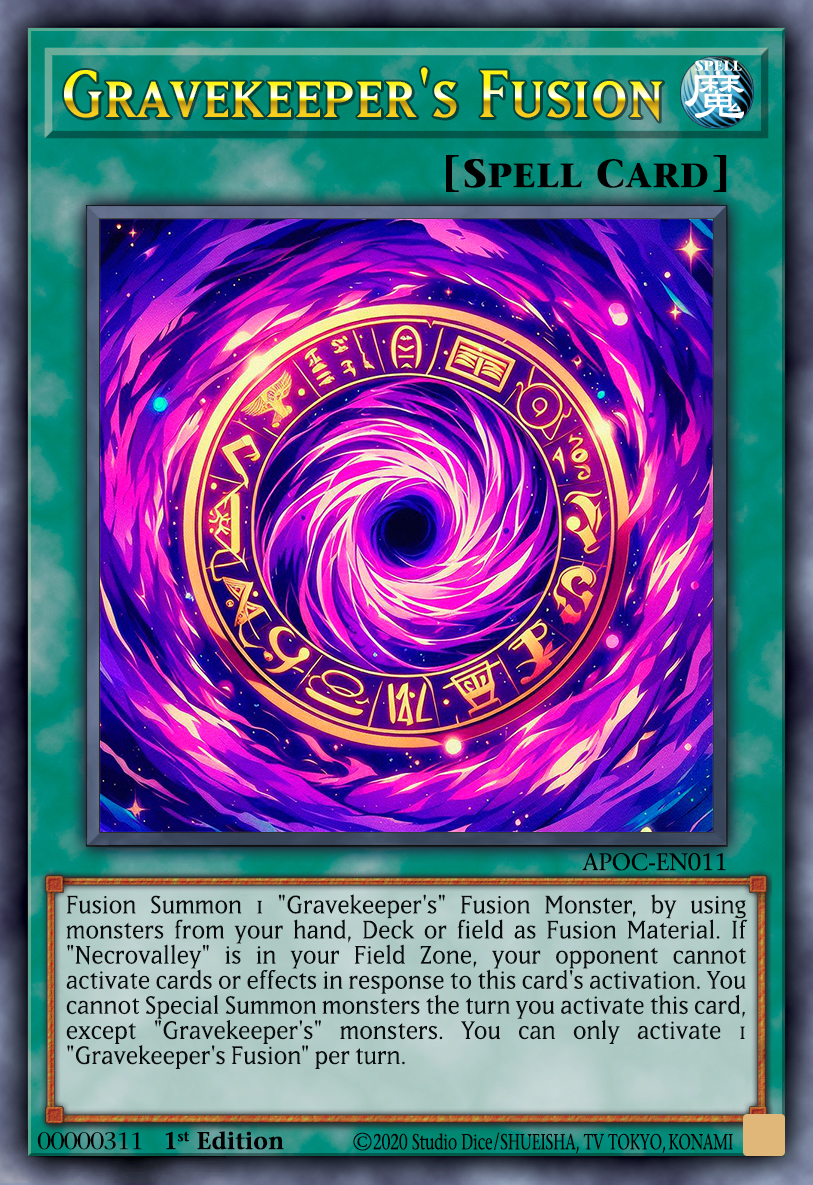 Gravekeeper's Fusion
SPELL
魔
[Spell Card]
APOC-EN011
Fusion Summon 1 "Gravekeeper's" Fusion Monster, by using
monsters from your hand, Deck or field as Fusion Material. If
"Necrovalley" is in your Field Zone, your opponent cannot
activate cards or effects in response to this card's activation. You
cannot Special Summon monsters the turn you activate this card,
except "Gravekeeper's" monsters. You can only activate 1
"Gravekeeper's Fusion" per turn.
00000311 1st Edition ©2020 Studio Dice/SHUEISHA, TV TOKYO, KONAMI